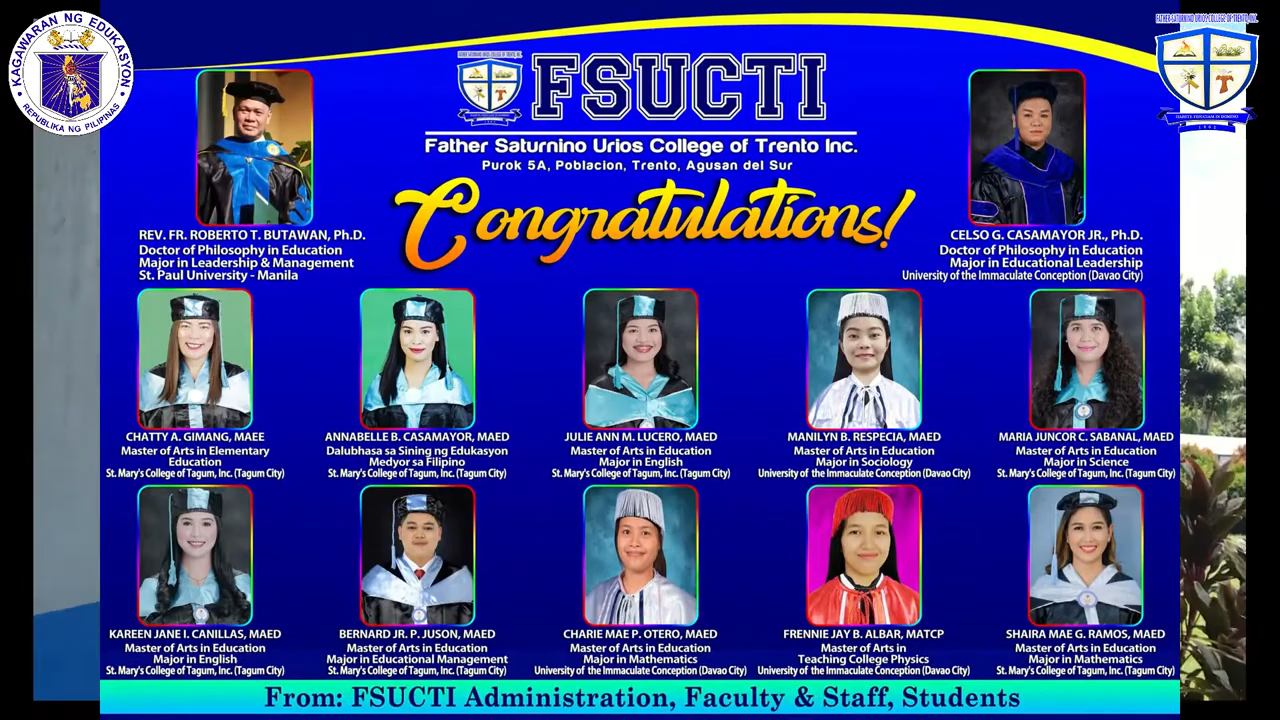 KAGAWARAN NG EDUKASYON
REPUBLIKA NG PILIPINAS
FATHER SATURNINO URIOS COLLEGE OF TRENTO, INC.
FSUCTI
Father Saturnino Urios College of Trento Inc.
Purok 5A, Poblacion, Trento, Agusan del Sur
Congratulations!
REV. FR. ROBERTO T. BUTAWAN, Ph.D.
Doctor of Philosophy in Education
Major in Leadership & Management
St. Paul University - Manila
CELSO G. CASAMAYOR JR., Ph.D.
Doctor of Philosophy in Education
Major in Educational Leadership
University of the Immaculate Conception (Davao City)
CHATTY A. GIMANG, MAEE
Master of Arts in Elementary
Education
St. Mary's College of Tagum, Inc. (Tagum City)
ANNABELLE B. CASAMAYOR, MAED
Dalubhasa sa Sining ng Edukasyon
Medyor sa Filipino
St. Mary's College of Tagum, Inc. (Tagum City)
JULIE ANN M. LUCERO, MAED
Master of Arts in Education
Major in English
St. Mary's College of Tagum, Inc. (Tagum City)
MANILYN B. RESPECIA, MAED
Master of Arts in Education
Major in Sociology
University of the Immaculate Conception (Davao City)
MARIA JUNCOR C. SABANAL, MAED
Master of Arts in Education
Major in Science
St. Mary's College of Tagum, Inc. (Tagum City)
KAREEN JANE I. CANILLAS, MAED
Master of Arts in Education
Major in English
St. Mary's College of Tagum, Inc. (Tagum City)
BERNARD JR. P. JUSON, MAED
Master of Arts in Education
Major in Educational Management
St. Mary's College of Tagum, Inc. (Tagum City)
CHARIE MAE P. OTERO, MAED
Master of Arts in Education
Major in Mathematics
University of the Immaculate Conception (Davao City)
FRENNIE JAY B. ALBAR, MATCP
Master of Arts in
Teaching College Physics
University of the Immaculate Conception (Davao City)
SHAIRA MAE G. RAMOS, MAED
Master of Arts in Education
Major in Mathematics
St. Mary's College of Tagum, Inc. (Tagum City)
From: FSUCTI Administration, Faculty & Staff, Students